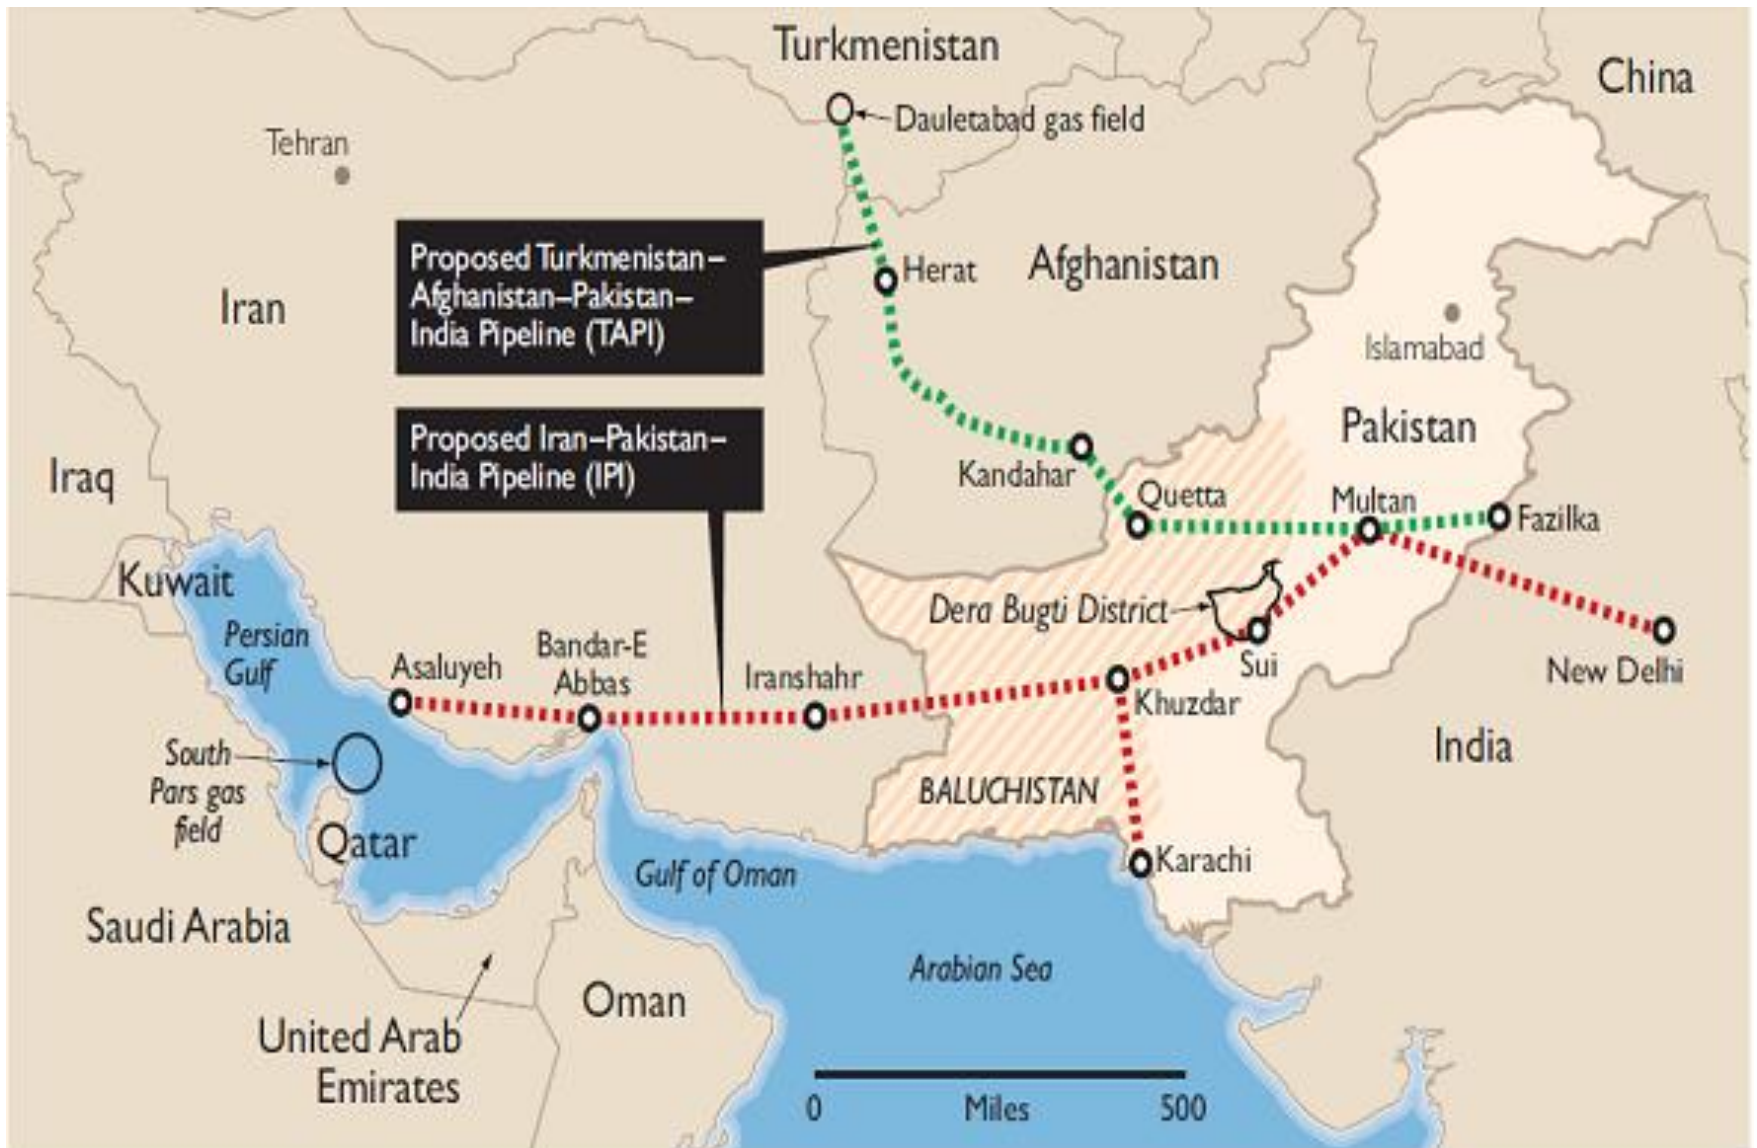 Turkmenistan
China
Dauletabad gas field
Tehran
Proposed Turkmenistan–
Afghanistan–Pakistan–
India Pipeline (TAPI)
Herat
Afghanistan
Iran
Islamabad
Pakistan
Proposed Iran–Pakistan–
India Pipeline (IPI)
Iraq
Kandahar
Quetta
Multan
Fazilka
Kuwait
Dera Bugti District
Persian
Gulf
Asaluyeh
Bandar-E
Abbas
Iranshahr
Sui
New Delhi
Khuzdar
South
Pars gas
field
India
BALUCHISTAN
Qatar
Gulf of Oman
Karachi
Saudi Arabia
Arabian Sea
Oman
United Arab
Emirates
0 Miles 500